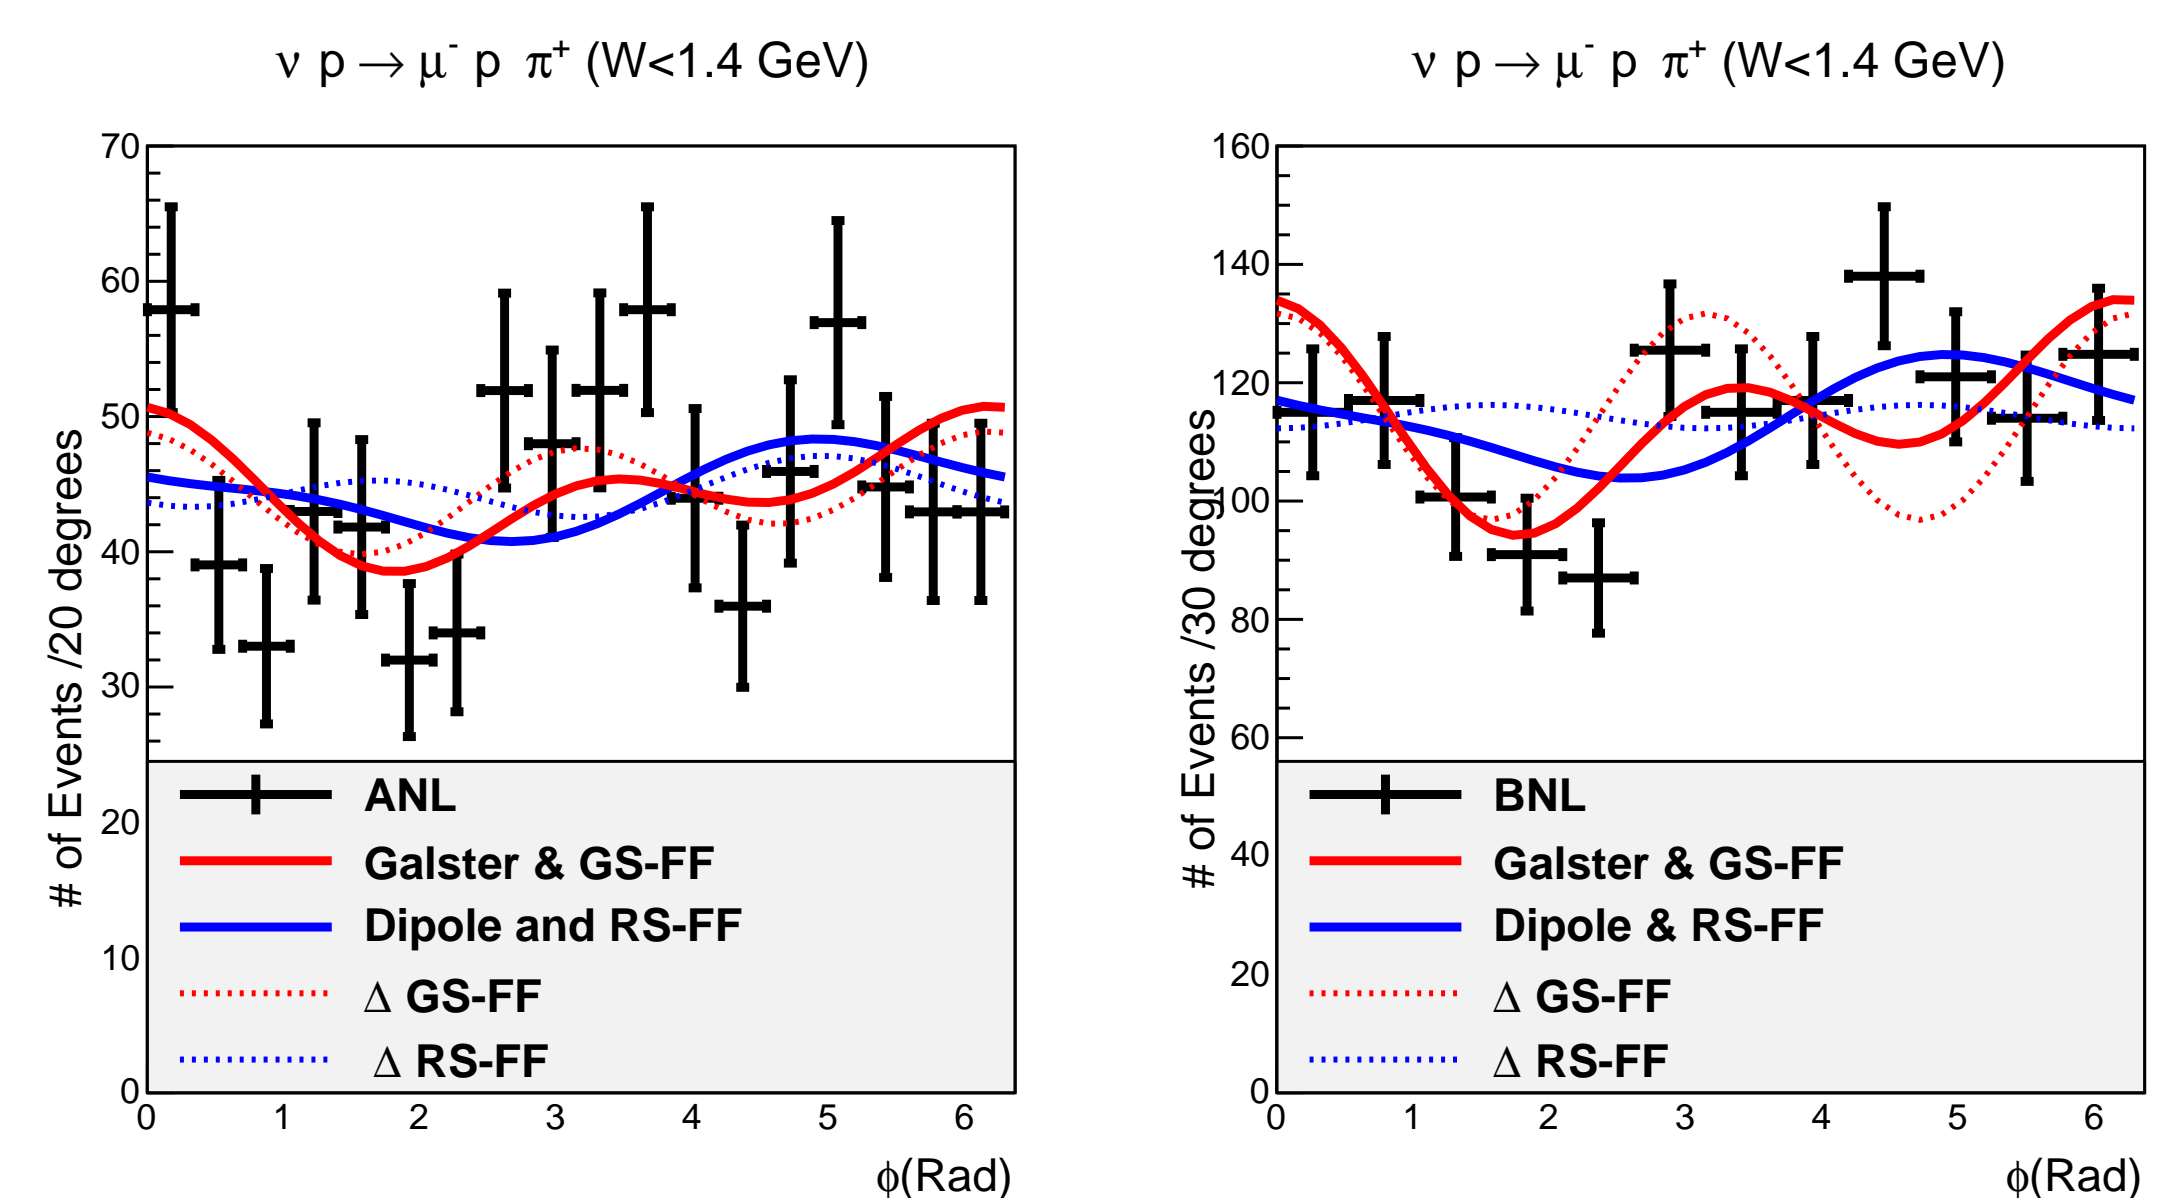 ν p → μ⁻ p π⁺ (W<1.4 GeV)
# of Events /20 degrees
70
60
50
40
30
20
10
0
ANL
Galster & GS-FF
Dipole and RS-FF
Δ GS-FF
Δ RS-FF
0 1 2 3 4 5 6
ϕ(Rad)
ν p → μ⁻ p π⁺ (W<1.4 GeV)
# of Events /30 degrees
160
140
120
100
80
60
40
20
0
BNL
Galster & GS-FF
Dipole & RS-FF
Δ GS-FF
Δ RS-FF
0 1 2 3 4 5 6
ϕ(Rad)